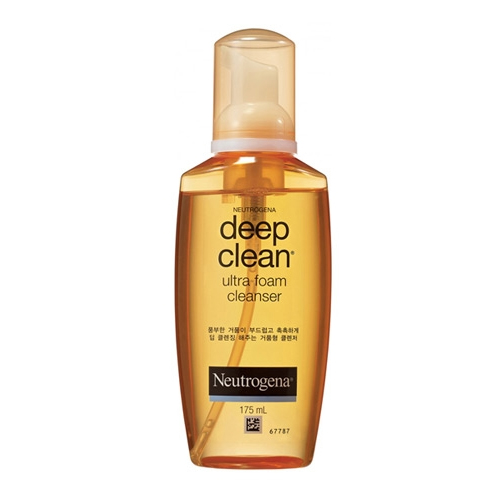 NEUTROGENA
deep
clean®
ultra foam
cleanser
풍부한 거품이 부드럽고 촉촉하게
딥 클렌징 해주는 거품형 클렌저
Neutrogena®
175 mL
67787